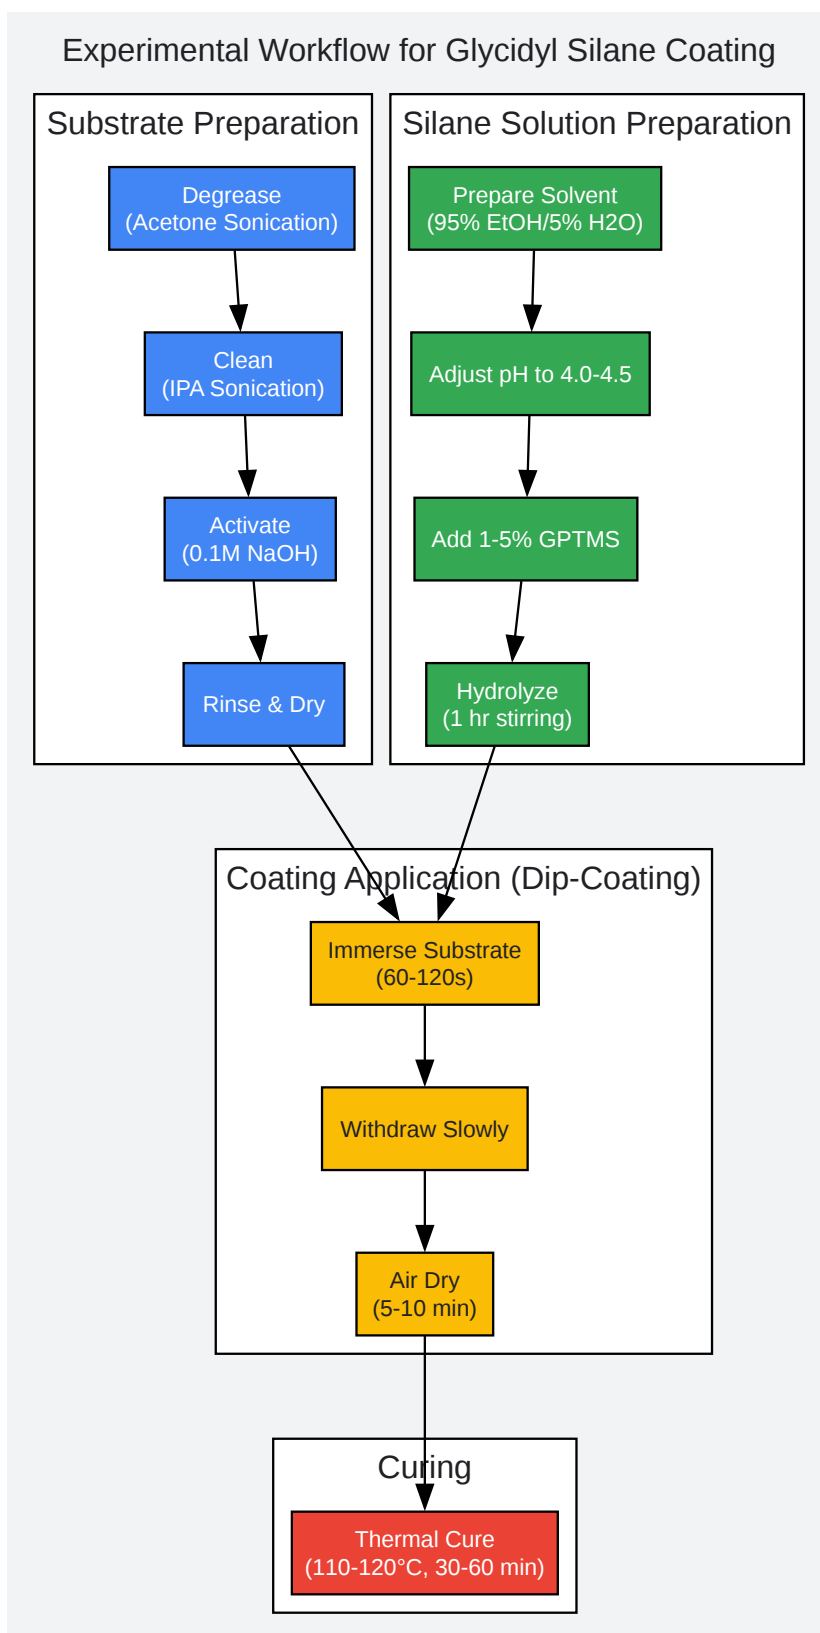 Experimental Workflow for Glycidyl Silane Coating
Substrate Preparation
Degrease
(Acetone Sonication)
Clean
(IPA Sonication)
Activate
(0.1M NaOH)
Rinse & Dry
Silane Solution Preparation
Prepare Solvent
(95% EtOH/5% H2O)
Adjust pH to 4.0-4.5
Add 1-5% GPTMS
Hydrolyze
(1 hr stirring)
Coating Application (Dip-Coating)
Immerse Substrate
(60-120s)
Withdraw Slowly
Air Dry
(5-10 min)
Curing
Thermal Cure
(110-120°C, 30-60 min)